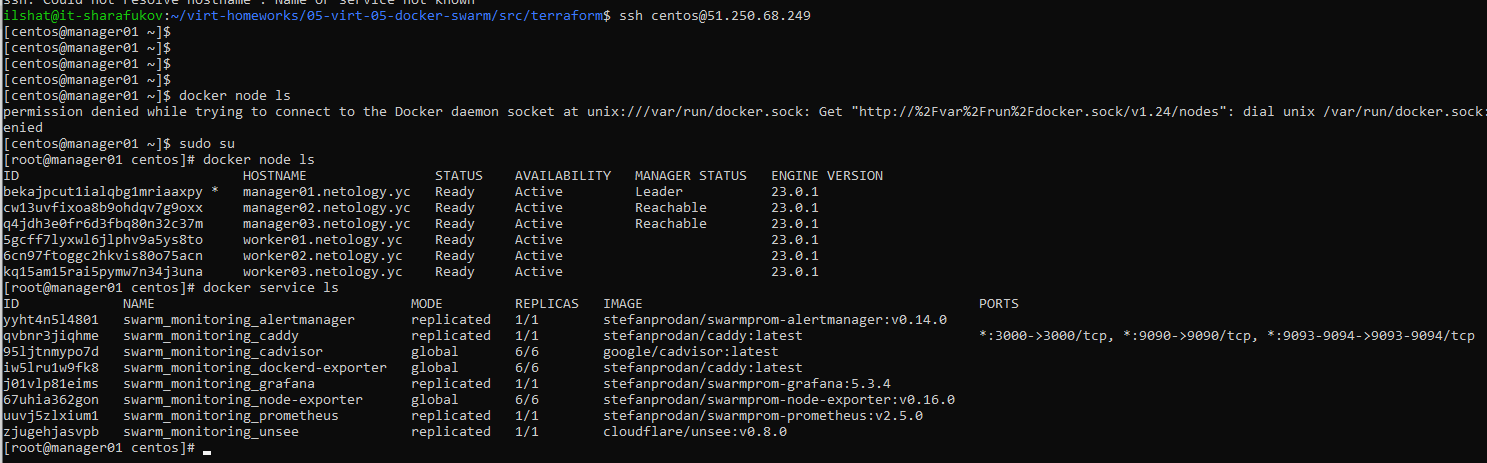 ssh: Could not resolve hostname : Name or service not known
ilshat@it-sharafukov:~/virt-homeworks/05-virt-05-docker-swarm/src/terraform$ ssh centos@51.250.68.249
[centos@manager01 ~]$
[centos@manager01 ~]$
[centos@manager01 ~]$
[centos@manager01 ~]$
[centos@manager01 ~]$ docker node ls
permission denied while trying to connect to the Docker daemon socket at unix:///var/run/docker.sock: Get "http://%2Fvar%2Frun%2Fdocker.sock/v1.24/nodes": dial unix /var/run/docker.sock:
enied
[centos@manager01 ~]$ sudo su
[root@manager01 centos]# docker node ls
ID HOSTNAME STATUS AVAILABILITY MANAGER STATUS ENGINE VERSION
bekajpcut1ialqbg1mriaaxpy * manager01.netology.yc Ready Active Leader 23.0.1
cw13uvfixoa8b9ohdqv7g9oxx manager02.netology.yc Ready Active Reachable 23.0.1
q4jdh3e0fr6d3fbq80n32c37m manager03.netology.yc Ready Active Reachable 23.0.1
5gcff7lyxwl6jlphv9a5ys8to worker01.netology.yc Ready Active 23.0.1
6cn97ftoggc2hkvis80o75acn worker02.netology.yc Ready Active 23.0.1
kq15am15rai5pymw7n34j3una worker03.netology.yc Ready Active 23.0.1
[root@manager01 centos]# docker service ls
ID NAME MODE REPLICAS IMAGE PORTS
yyht4n5l4801 swarm_monitoring_alertmanager replicated 1/1 stefanprodan/swarmprom-alertmanager:v0.14.0
qvbnr3jiqhme swarm_monitoring_caddy replicated 1/1 stefanprodan/caddy:latest *:3000->3000/tcp, *:9090->9090/tcp, *:9093-9094->9093-9094/tcp
95ljtnmypo7d swarm_monitoring_cadvisor global 6/6 google/cadvisor:latest
iw5lru1w9fk8 swarm_monitoring_dockerd-exporter global 6/6 stefanprodan/caddy:latest
j01vlp81eims swarm_monitoring_grafana replicated 1/1 stefanprodan/swarmprom-grafana:5.3.4
67uhia362gon swarm_monitoring_node-exporter global 6/6 stefanprodan/swarmprom-node-exporter:v0.16.0
uuvj5zlxium1 swarm_monitoring_prometheus replicated 1/1 stefanprodan/swarmprom-prometheus:v2.5.0
zjugehjasvpb swarm_monitoring_unsee replicated 1/1 cloudflare/unsee:v0.8.0
[root@manager01 centos]#